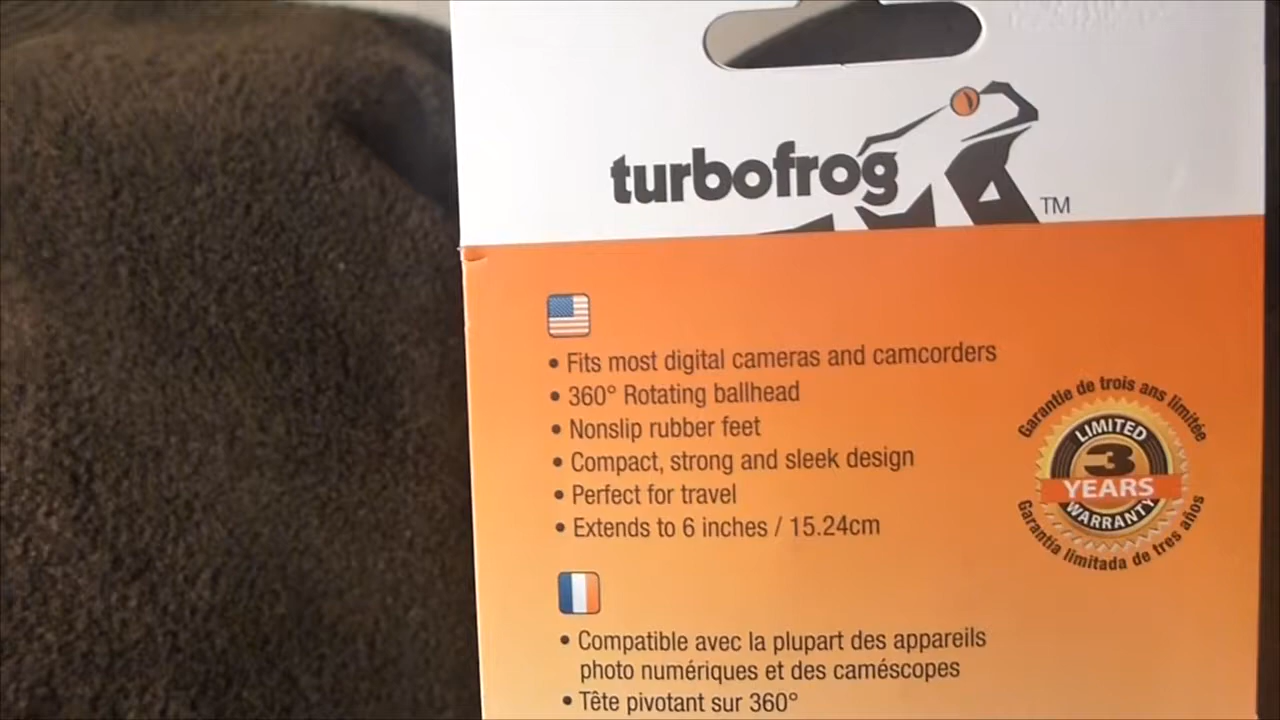 turbofrog
TM
• Fits most digital cameras and camcorders
• 360° Rotating ballhead
• Nonslip rubber feet
• Compact, strong and sleek design
• Perfect for travel
• Extends to 6 inches / 15.24cm
Garantie de trois ans limitée
LIMITED
3
YEARS
WARRANTY
Garantia limitada de tres años
• Compatible avec la plupart des appareils
photo numériques et des caméscopes
• Tête pivotant sur 360°